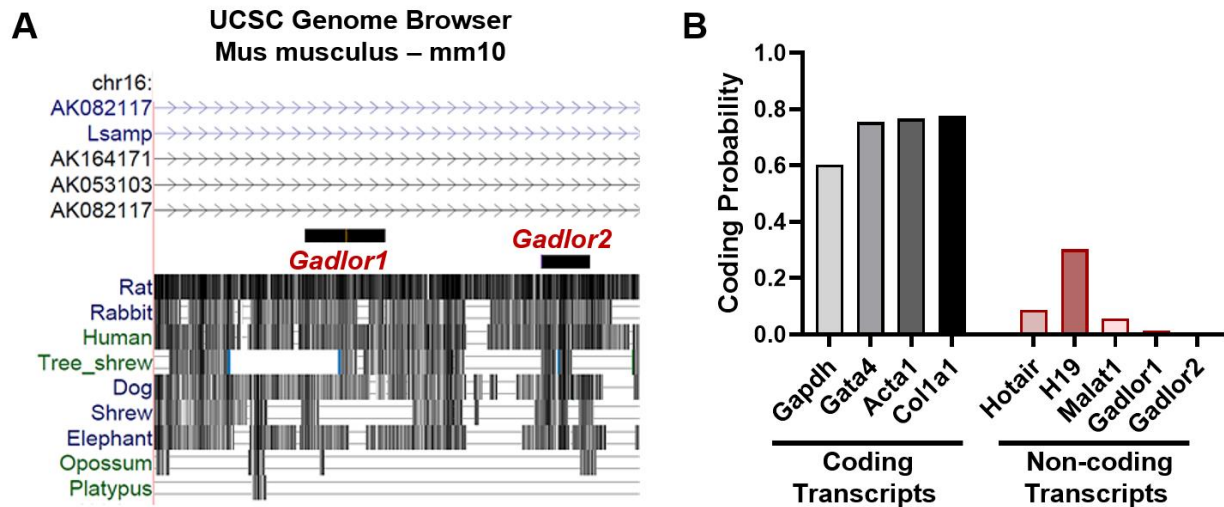 A
UCSC Genome Browser
Mus musculus – mm10
chr16:
AK082117
Lsamp
AK164171
AK053103
AK082117
Gadlor1
Gadlor2
Rat
Rabbit
Human
Tree_shrew
Dog
Shrew
Elephant
Opossum
Platypus
B
Coding Probability
1.0
0.8
0.6
0.4
0.2
0.0
Gapdh
Gata4
Acta1
Col1a1
Hotair
H19
Malat1
Gadlor1
Gadlor2
Coding
Transcripts
Non-coding
Transcripts